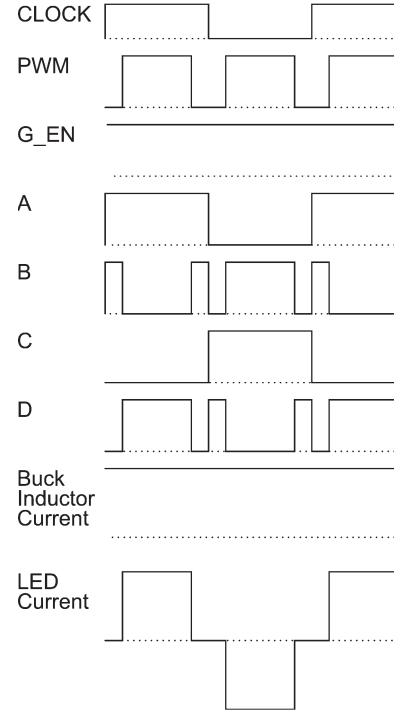 CLOCK
PWM
G_EN
A
B
C
D
Buck
Inductor
Current
LED
Current